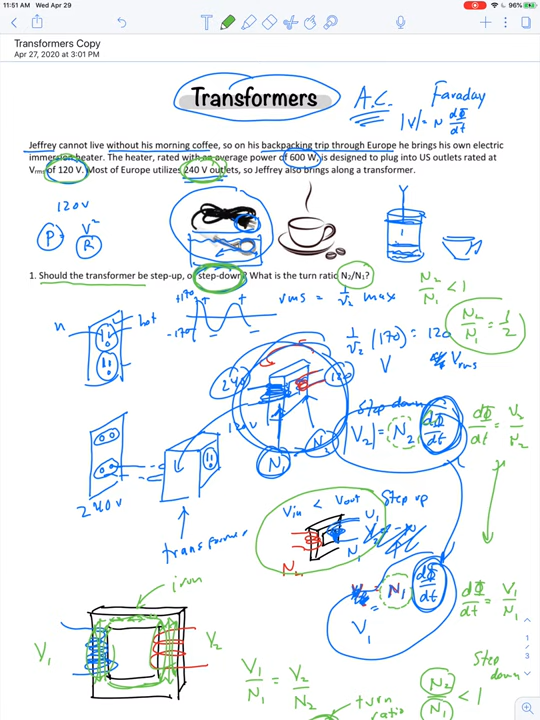 11:51 AM Wed Apr 29
96%
Transformers Copy
Apr 27, 2020 at 3:01 PM
Transformers
A.C.
Faraday
|V| = N dΦ/dt
Jeffrey cannot live without his morning coffee, so on his backpacking trip through Europe he brings his own electric
immersion heater. The heater, rated with an average power of 600 W, is designed to plug into US outlets rated at
Vrms of 120 V. Most of Europe utilizes 240 V outlets, so Jeffrey also brings along a transformer.
120V
P = V²/R
1. Should the transformer be step-up, or step-down? What is the turn ratio N₂/N₁?
N₂/N₁ < 1
+170
+
+
rms = 1/√2 max
N₂/N₁ = 1/2
n
hot
-170
-
-
1/√2 (170) = 120
V
Vrms
240
120
120V
Step down
N₁
N₂
|V₂| = N₂ dΦ/dt
dΦ/dt = V₂/N₂
240V
transformer
Vin < Vout
Step up
V₁
N₁
N₂
N₁ dΦ/dt
V₁
dΦ/dt = V₁/N₁
iron
V₁
V₂
V₁/N₁ = V₂/N₂
Step down
N₂/N₁ < 1
turn ratio
1
3